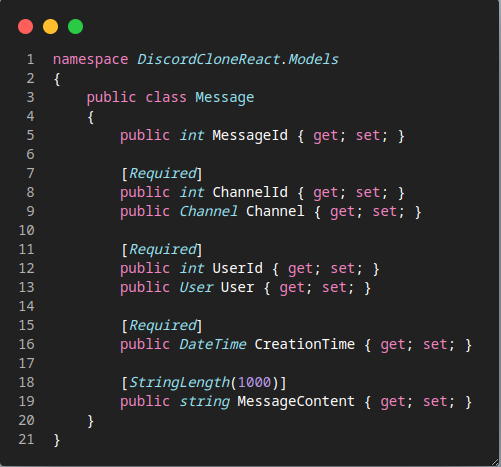 1 namespace DiscordCloneReact.Models
2 {
3     public class Message
4     {
5         public int MessageId { get; set; }
6
7         [Required]
8         public int ChannelId { get; set; }
9         public Channel Channel { get; set; }
10
11         [Required]
12         public int UserId { get; set; }
13         public User User { get; set; }
14
15         [Required]
16         public DateTime CreationTime { get; set; }
17
18         [StringLength(1000)]
19         public string MessageContent { get; set; }
20     }
21 }